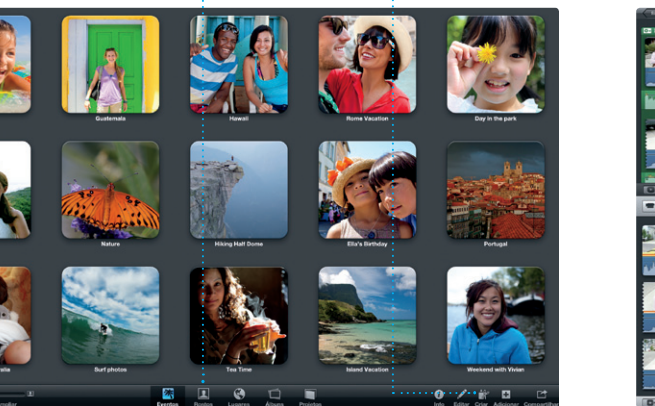 Guatemala
Hawaii
Rome Vacation
Day in the park
Nature
Hiking Half Dome
Ella's Birthday
Portugal
Surf photos
Tea Time
Island Vacation
Weekend with Vivian
Eventos Rostos Lugares Álbuns Projetos Info Editar Criar Adicionar Compartilhar